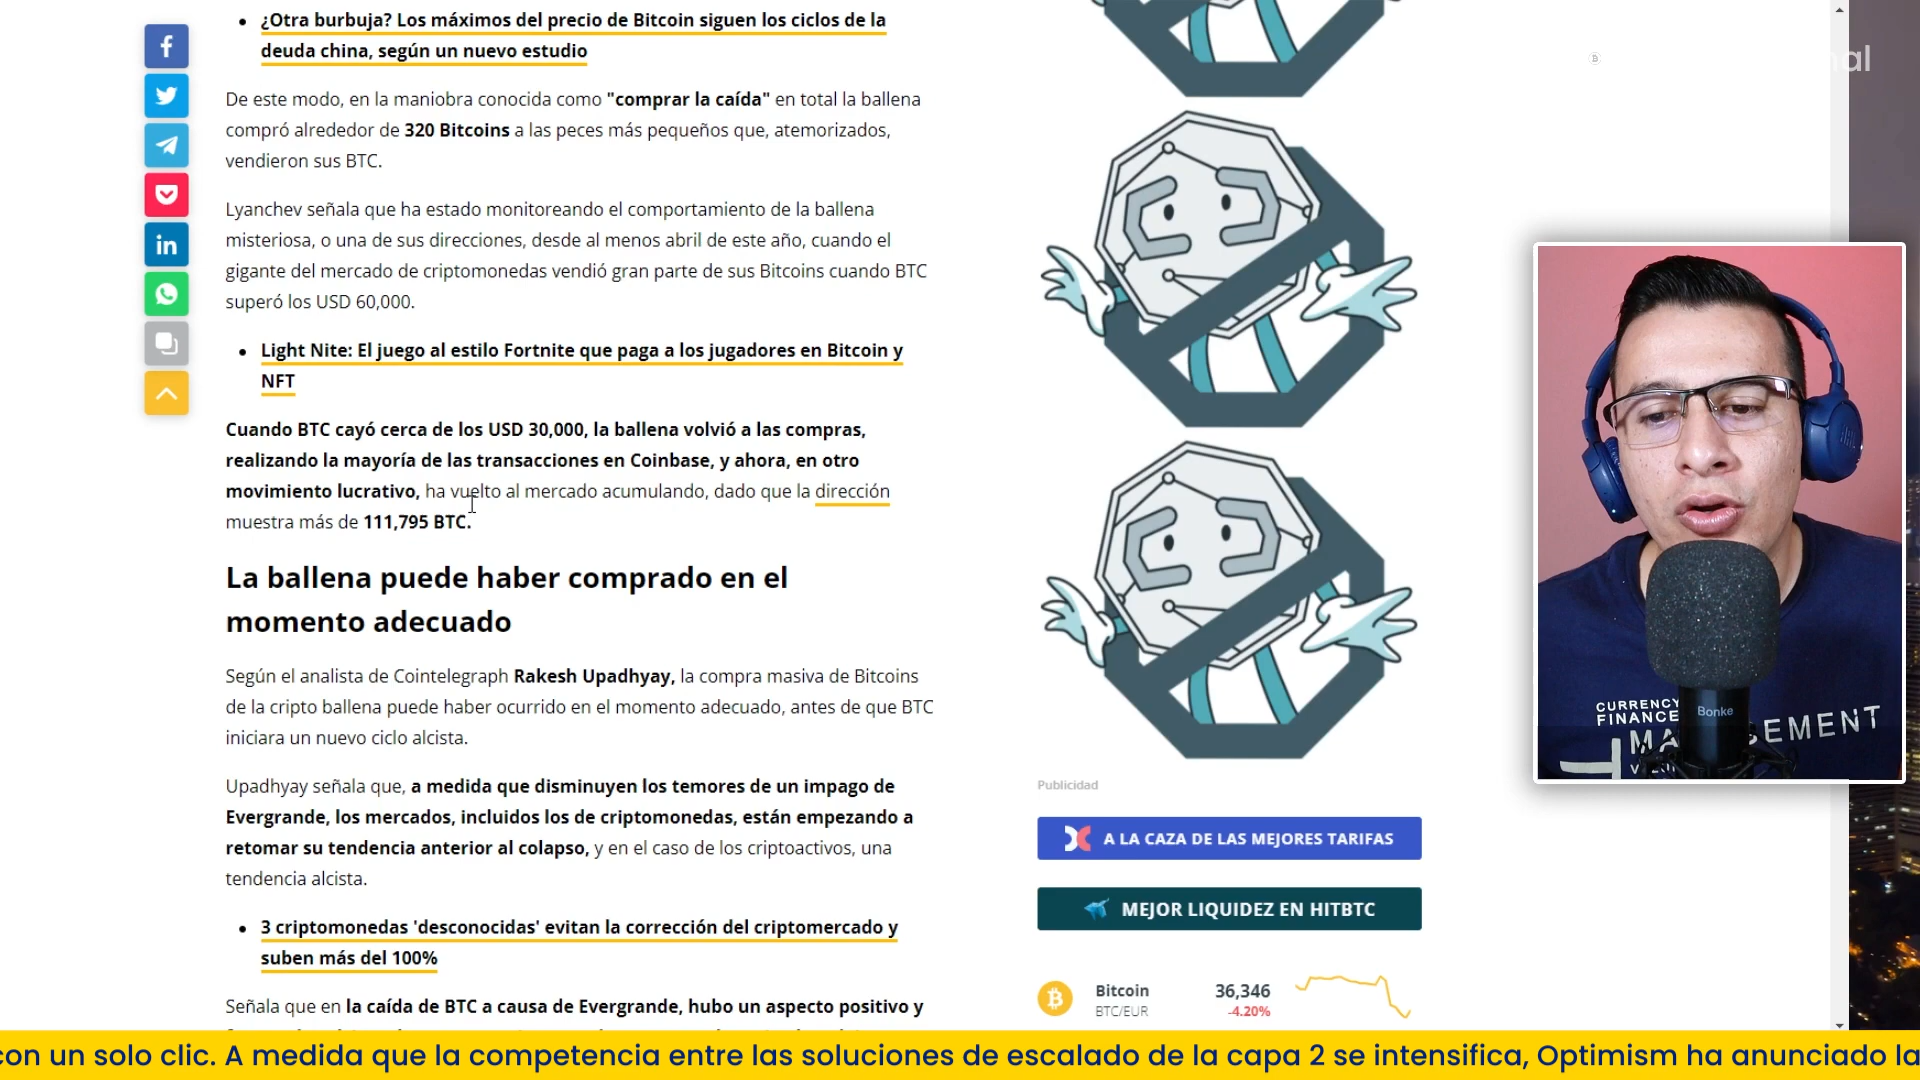 ¿Otra burbuja? Los máximos del precio de Bitcoin siguen los ciclos de la
deuda china, según un nuevo estudio
De este modo, en la maniobra conocida como "comprar la caída" en total la ballena
compró alrededor de 320 Bitcoins a las peces más pequeños que, atemorizados,
vendieron sus BTC.
Lyanchev señala que ha estado monitoreando el comportamiento de la ballena
misteriosa, o una de sus direcciones, desde al menos abril de este año, cuando el
gigante del mercado de criptomonedas vendió gran parte de sus Bitcoins cuando BTC
superó los USD 60,000.
Light Nite: El juego al estilo Fortnite que paga a los jugadores en Bitcoin y
NFT
Cuando BTC cayó cerca de los USD 30,000, la ballena volvió a las compras,
realizando la mayoría de las transacciones en Coinbase, y ahora, en otro
movimiento lucrativo, ha vuelto al mercado acumulando, dado que la dirección
muestra más de 111,795 BTC.
La ballena puede haber comprado en el
momento adecuado
Según el analista de Cointelegraph Rakesh Upadhyay, la compra masiva de Bitcoins
de la cripto ballena puede haber ocurrido en el momento adecuado, antes de que BTC
iniciara un nuevo ciclo alcista.
Upadhyay señala que, a medida que disminuyen los temores de un impago de
Evergrande, los mercados, incluidos los de criptomonedas, están empezando a
retomar su tendencia anterior al colapso, y en el caso de los criptoactivos, una
tendencia alcista.
3 criptomonedas 'desconocidas' evitan la corrección del criptomercado y
suben más del 100%
Señala que en la caída de BTC a causa de Evergrande, hubo un aspecto positivo y
Publicidad
A LA CAZA DE LAS MEJORES TARIFAS
MEJOR LIQUIDEZ EN HITBTC
Bitcoin 36,346
BTC/EUR -4.20%
nal
Bonke
CURRENCY
FINANCE
EMENT
con un solo clic. A medida que la competencia entre las soluciones de escalado de la capa 2 se intensifica, Optimism ha anunciado la